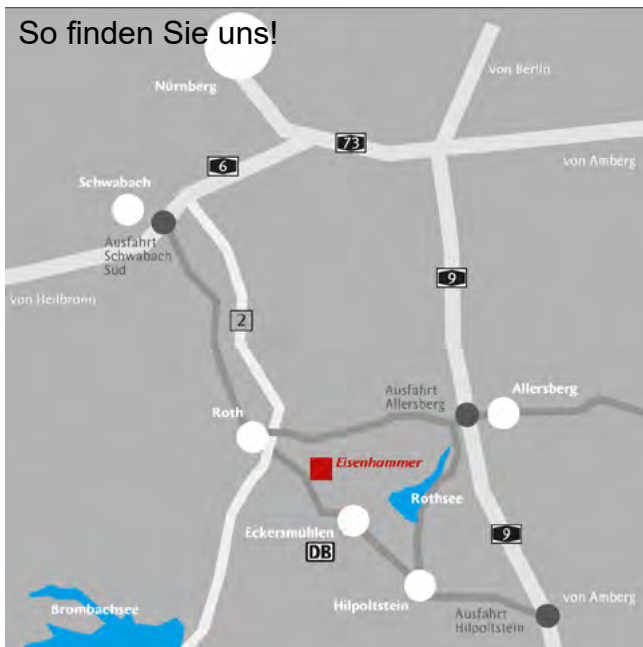 So finden Sie uns!
Nürnberg
von Berlin
73
6
von Amberg
Schwabach
Ausfahrt
Schwabach
Süd
9
von Heilbronn
2
Ausfahrt
Allersberg
Allersberg
Roth
Eisenhammer
Rothsee
Eckersmühlen
DB
9
Brombachsee
Hilpoltstein
von Amberg
Ausfahrt
Hilpoltstein